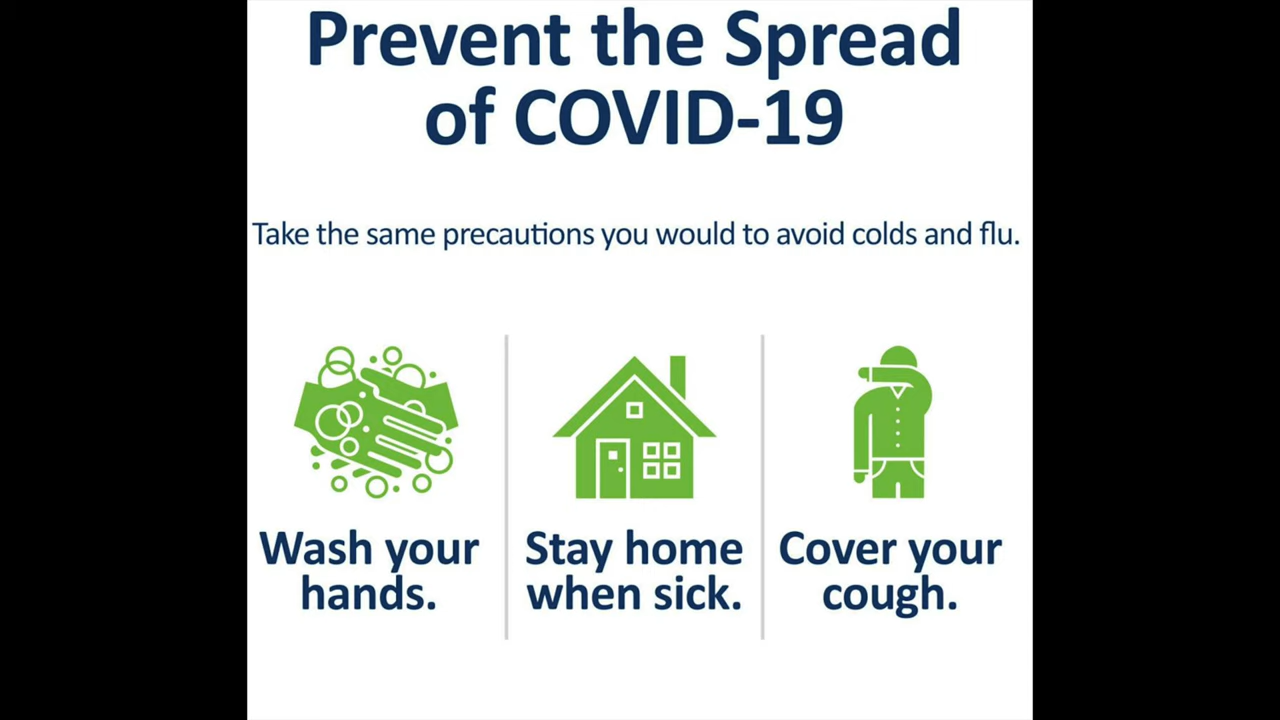 Prevent the Spread
of COVID-19
Take the same precautions you would to avoid colds and flu.
Wash your
hands.
Stay home
when sick.
Cover your
cough.